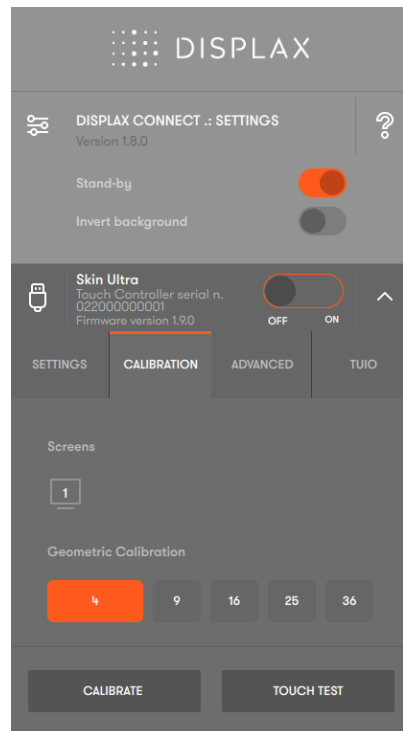 DISPLAX
DISPLAX CONNECT .: SETTINGS
Version 1.8.0
Stand-by
Invert background
Skin Ultra
Touch Controller serial n.
022000000001
Firmware version 1.9.0
OFF ON
SETTINGS CALIBRATION ADVANCED TUIO
Screens
1
Geometric Calibration
4 9 16 25 36
CALIBRATE TOUCH TEST